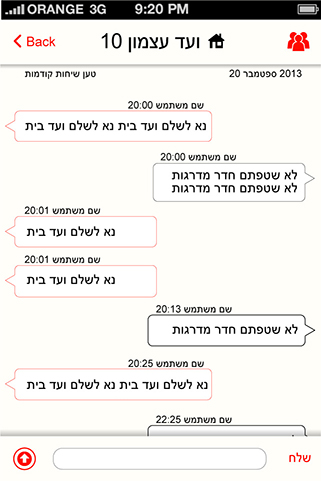 ORANGE 3G 9:20 PM
Back ועד עצמון 10
20 ספטמבר 2013 טען שיחות קודמות
שם משתמש 20:00
נא לשלם ועד בית נא לשלם ועד בית
שם משתמש 20:00
לא שטפתם חדר מדרגות
לא שטפתם חדר מדרגות
שם משתמש 20:01
נא לשלם ועד בית
שם משתמש 20:01
נא לשלם ועד בית
שם משתמש 20:13
לא שטפתם חדר מדרגות
שם משתמש 20:25
נא לשלם ועד בית נא לשלם ועד בית
שם משתמש 22:25
שלח